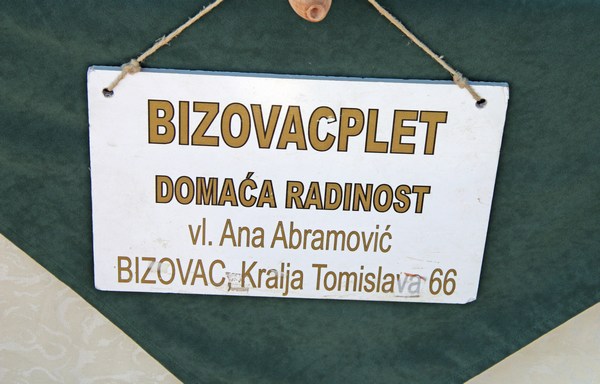 BIZOVACPLET
DOMAĆA RADINOST
vl. Ana Abramović
BIZOVAC, Kralja Tomislava 66